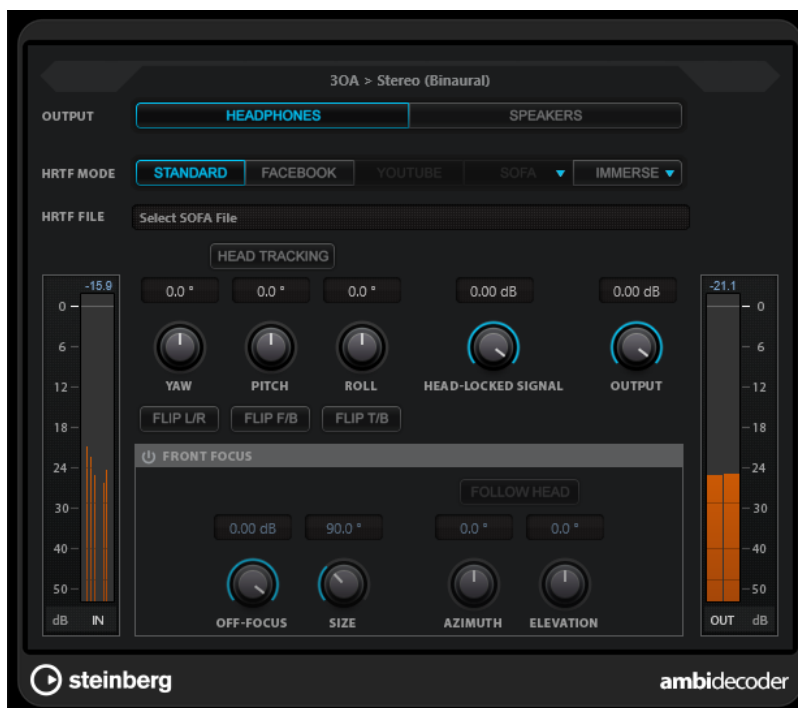 3OA > Stereo (Binaural)
OUTPUT HEADPHONES SPEAKERS
HRTF MODE STANDARD FACEBOOK YOUTUBE SOFA IMMERSE
HRTF FILE Select SOFA File
HEAD TRACKING
-15.9 0.0 ° 0.0 ° 0.0 ° 0.00 dB 0.00 dB -21.1
0 0
6 6
YAW PITCH ROLL HEAD-LOCKED SIGNAL OUTPUT
12 12
FLIP L/R FLIP F/B FLIP T/B
18 18
FRONT FOCUS
24 24
FOLLOW HEAD
30 30
0.00 dB 90.0 ° 0.0 ° 0.0 °
40 40
50 50
dB IN OFF-FOCUS SIZE AZIMUTH ELEVATION OUT dB
steinberg ambidecoder